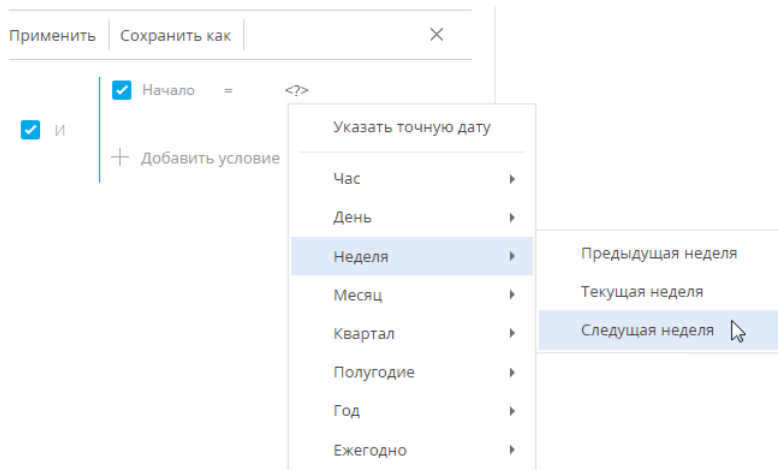 Применить Сохранить как
Начало = <?>
И
Добавить условие
Указать точную дату
Час
День
Неделя
Месяц
Квартал
Полугодие
Год
Ежегодно
Предыдущая неделя
Текущая неделя
Следущая неделя